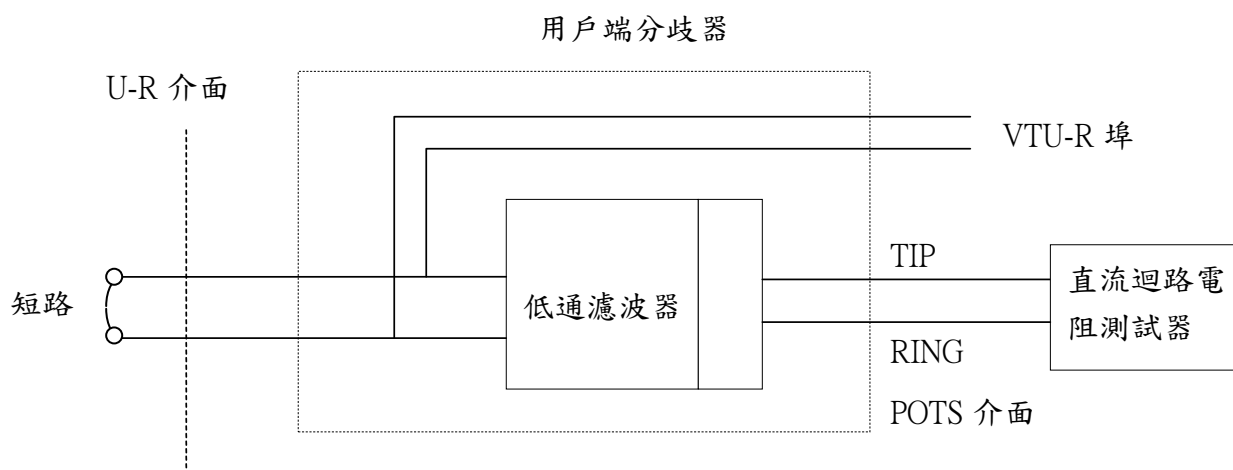 用戶端分歧器
U-R 介面
VTU-R 埠
短路
低通濾波器
TIP
直流迴路電
阻測試器
RING
POTS 介面